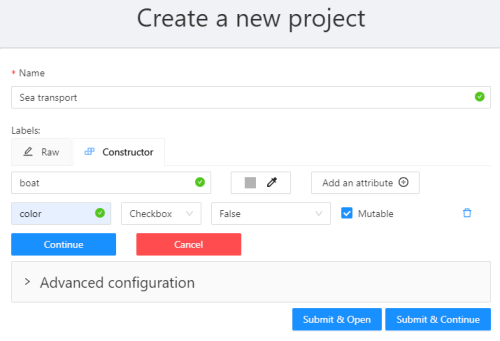 Create a new project
* Name
Sea transport
Labels:
Raw Constructor
boat Add an attribute
color Checkbox False Mutable
Continue Cancel
> Advanced configuration
Submit & Open Submit & Continue